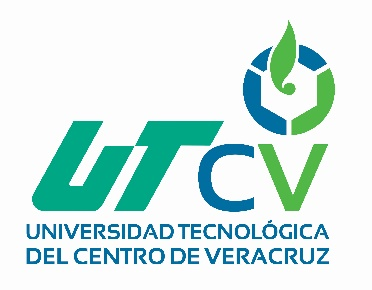 UTCV
UNIVERSIDAD TECNOLÓGICA
DEL CENTRO DE VERACRUZ